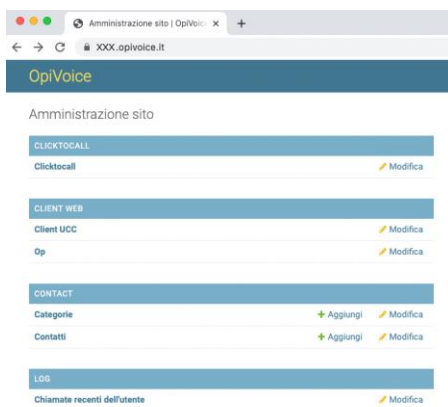 Amministrazione sito | OpiVoic
XXX.opivoice.it
OpiVoice
Amministrazione sito
CLICKTOCALL
Clicktocall Modifica
CLIENT WEB
Client UCC Modifica
Op Modifica
CONTACT
Categorie + Aggiungi Modifica
Contatti + Aggiungi Modifica
LOG
Chiamate recenti dell'utente Modifica